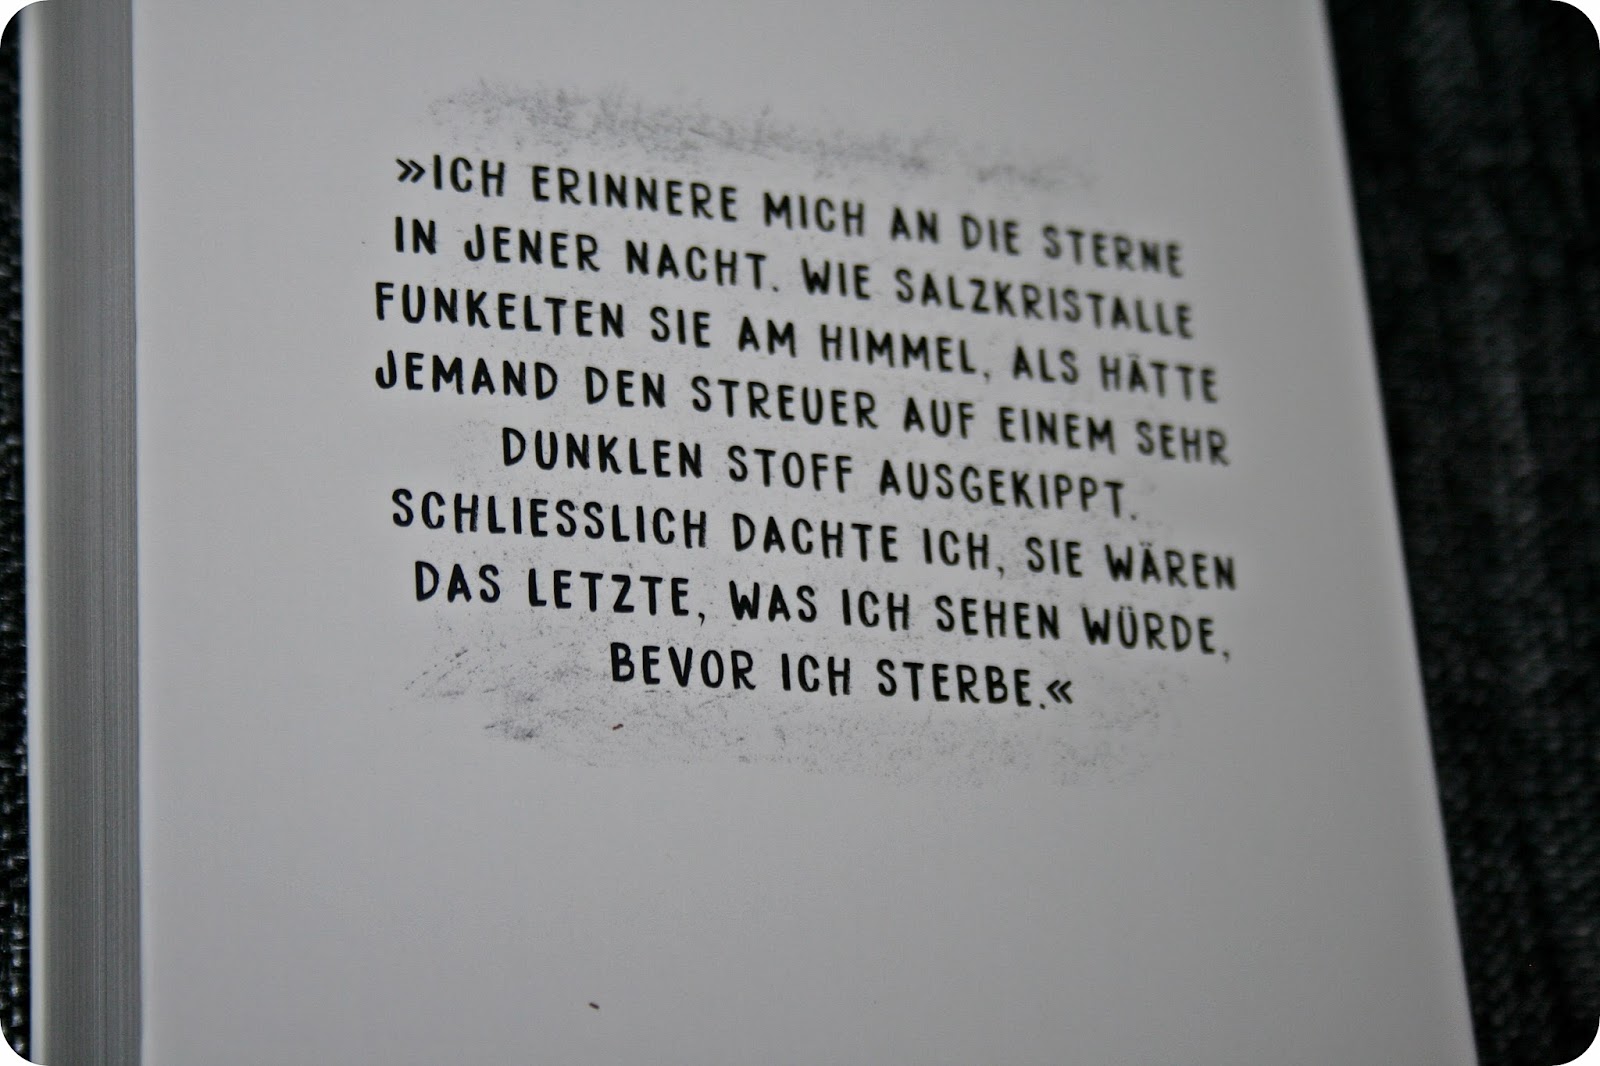 »ICH ERINNERE MICH AN DIE STERNE
IN JENER NACHT. WIE SALZKRISTALLE
FUNKELTEN SIE AM HIMMEL, ALS HÄTTE
JEMAND DEN STREUER AUF EINEM SEHR
DUNKLEN STOFF AUSGEKIPPT.
SCHLIESSLICH DACHTE ICH, SIE WÄREN
DAS LETZTE, WAS ICH SEHEN WÜRDE,
BEVOR ICH STERBE.«